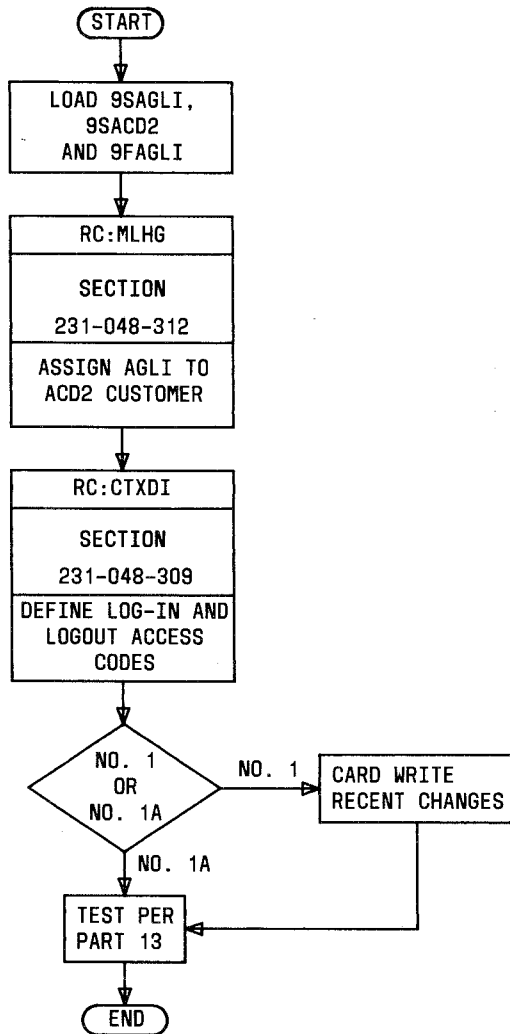 START
LOAD 9SAGLI,
9SACD2
AND 9FAGLI
RC:MLHG
SECTION
231-048-312
ASSIGN AGLI TO
ACD2 CUSTOMER
RC:CTXDI
SECTION
231-048-309
DEFINE LOG-IN AND
LOGOUT ACCESS
CODES
NO. 1
OR
NO. 1A
NO. 1
CARD WRITE
RECENT CHANGES
NO. 1A
TEST PER
PART 13
END